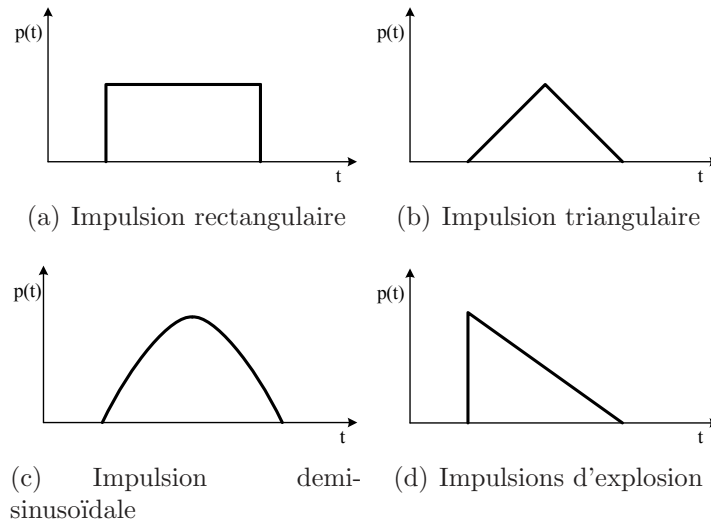 p(t)
t
(a) Impulsion rectangulaire
p(t)
t
(b) Impulsion triangulaire
p(t)
t
(c) Impulsion demi-
sinusoïdale
p(t)
t
(d) Impulsions d'explosion